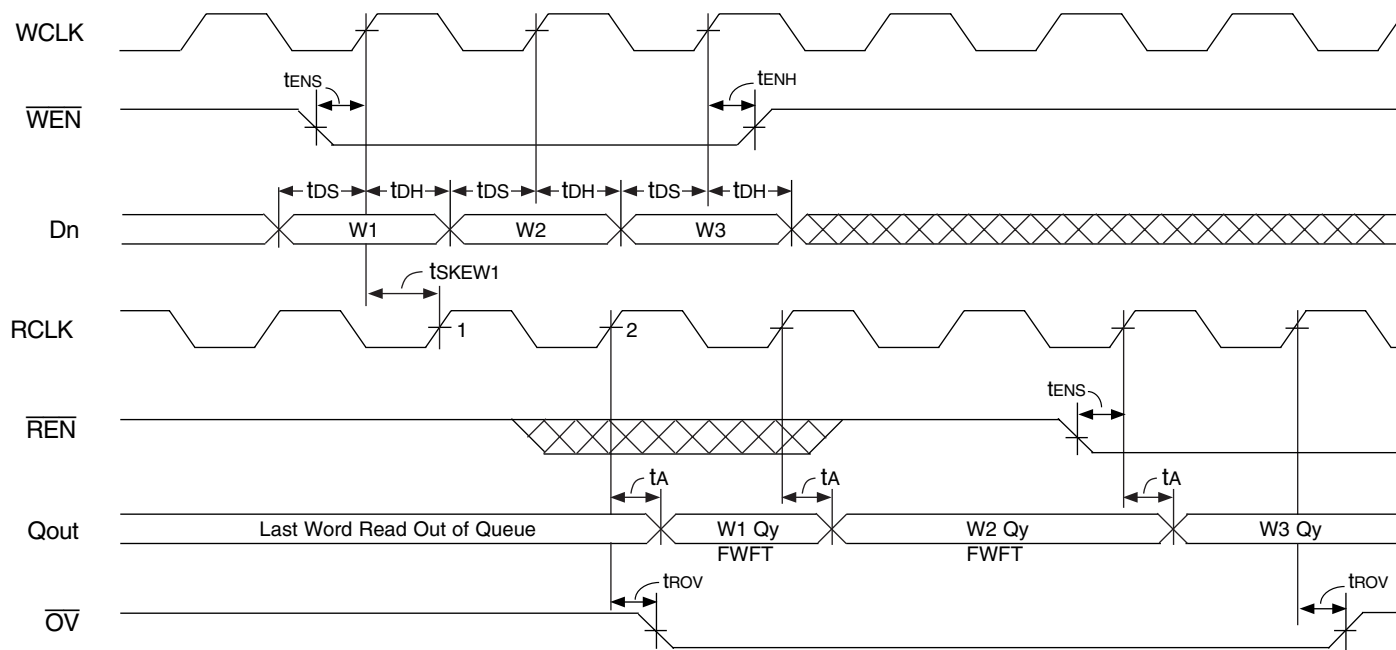 WCLK
tENS
tENH
WEN
tDS tDH tDS tDH tDS tDH
Dn W1 W2 W3
tSKEW1
RCLK 1 2
tENS
REN
tA tA tA
Qout Last Word Read Out of Queue W1 Qy W2 Qy W3 Qy
FWFT FWFT
tROV tROV
OV